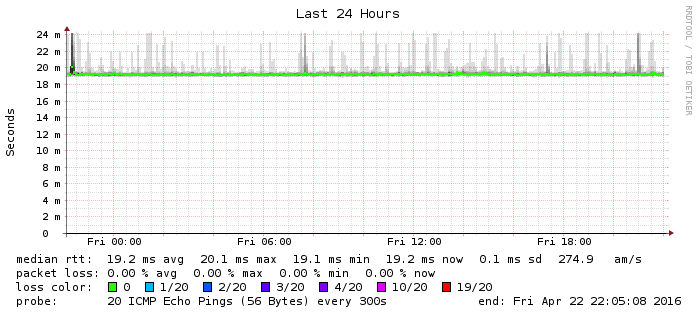 Last 24 Hours
RRDTOOL / TOBI OETIKER
Seconds
24 m
22 m
20 m
18 m
16 m
14 m
12 m
10 m
8 m
6 m
4 m
2 m
0
Fri 00:00 Fri 06:00 Fri 12:00 Fri 18:00
median rtt: 19.2 ms avg 20.1 ms max 19.1 ms min 19.2 ms now 0.1 ms sd 274.9 am/s
packet loss: 0.00 % avg 0.00 % max 0.00 % min 0.00 % now
loss color: 0 1/20 2/20 3/20 4/20 10/20 19/20
probe: 20 ICMP Echo Pings (56 Bytes) every 300s end: Fri Apr 22 22:05:08 2016